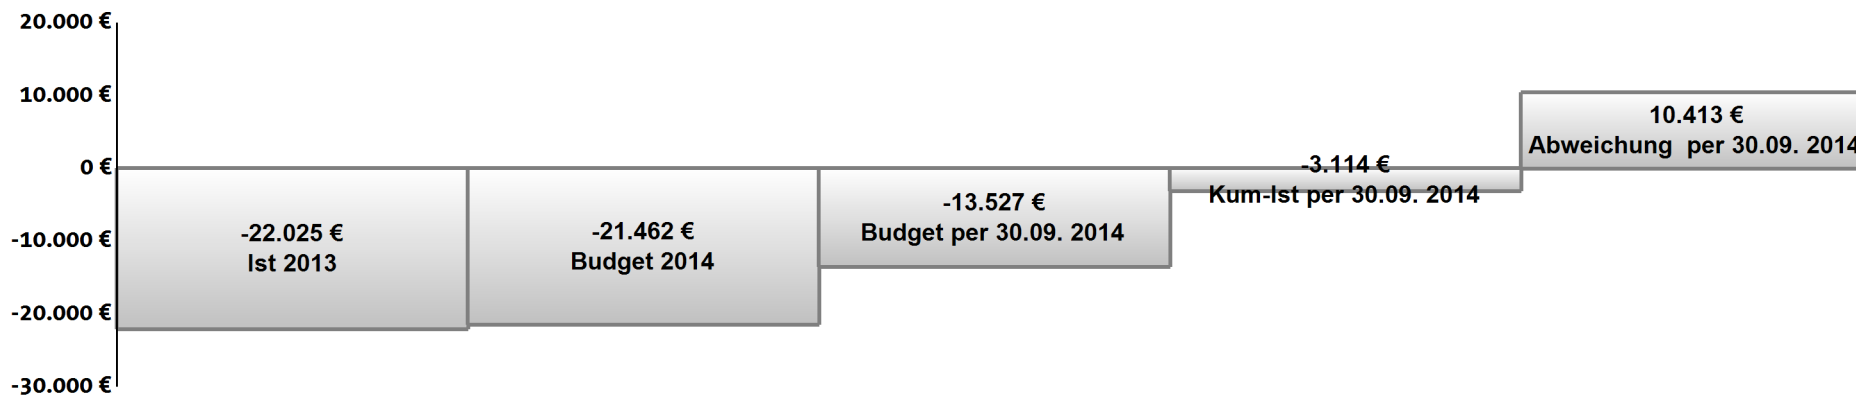 20.000 €
10.000 €
0 €
-10.000 €
-20.000 €
-30.000 €
-22.025 €
Ist 2013
-21.462 €
Budget 2014
-13.527 €
Budget per 30.09. 2014
-3.114 €
Kum-Ist per 30.09. 2014
10.413 €
Abweichung  per 30.09. 2014